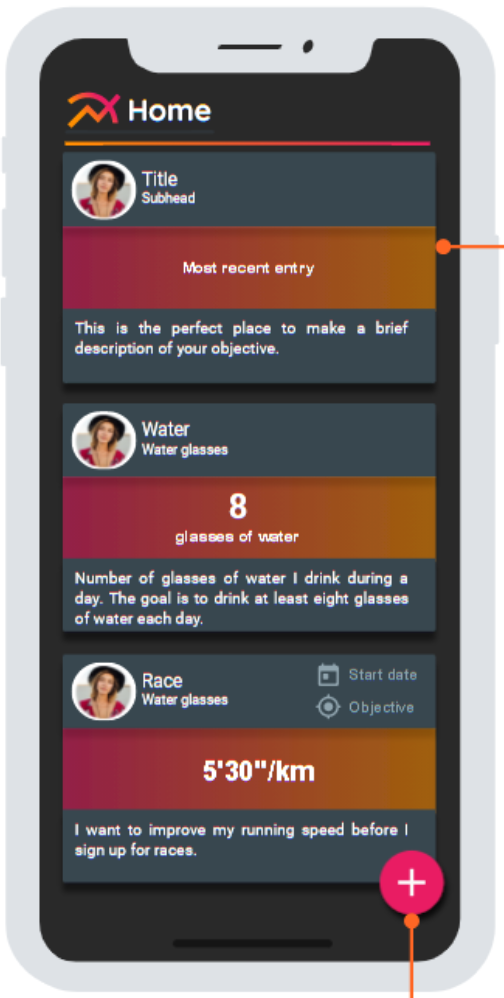 Home
Title
Subhead
Most recent entry
This is the perfect place to make a brief
description of your objective.
Water
Water glasses
8
glasses of water
Number of glasses of water I drink during a
day. The goal is to drink at least eight glasses
of water each day.
Race
Water glasses
Start date
Objective
5'30"/km
I want to improve my running speed before I
sign up for races.
+